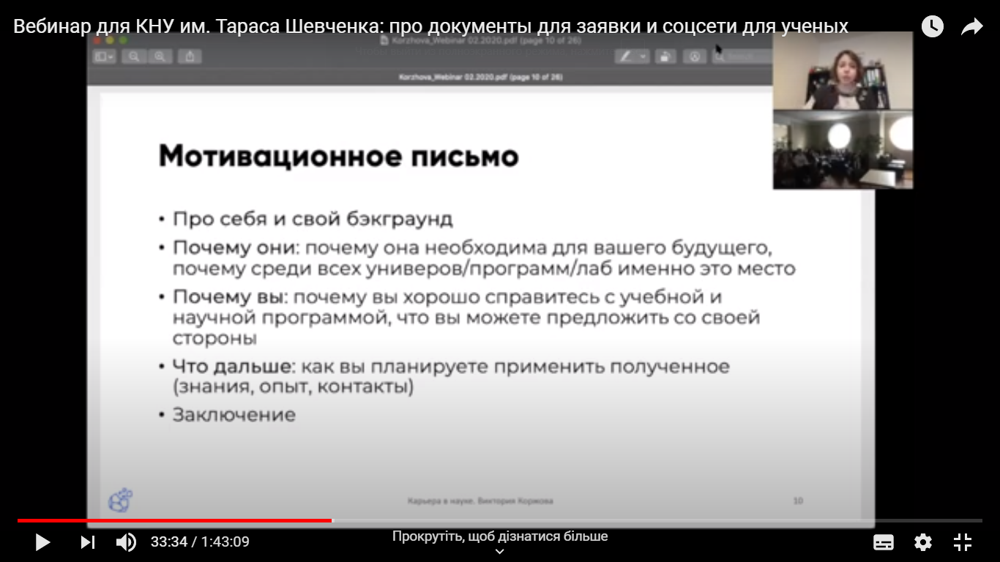 Вебинар для КНУ им. Тараса Шевченка: про документы для заявки и соцсети для ученых
Korzhova_Webinar 02.2020.pdf (page 10 of 26)
Search
Korzhova_Webinar 02.2020.pdf (page 10 of 26)
Мотивационное письмо
• Про себя и свой бэкграунд
• Почему они: почему она необходима для вашего будущего,
почему среди всех универов/программ/лаб именно это место
• Почему вы: почему вы хорошо справитесь с учебной и
научной программой, что вы можете предложить со своей
стороны
• Что дальше: как вы планируете применить полученное
(знания, опыт, контакты)
• Заключение
Карьера в науке. Виктория Коржова
10
33:34 / 1:43:09
Прокрутіть, щоб дізнатися більше